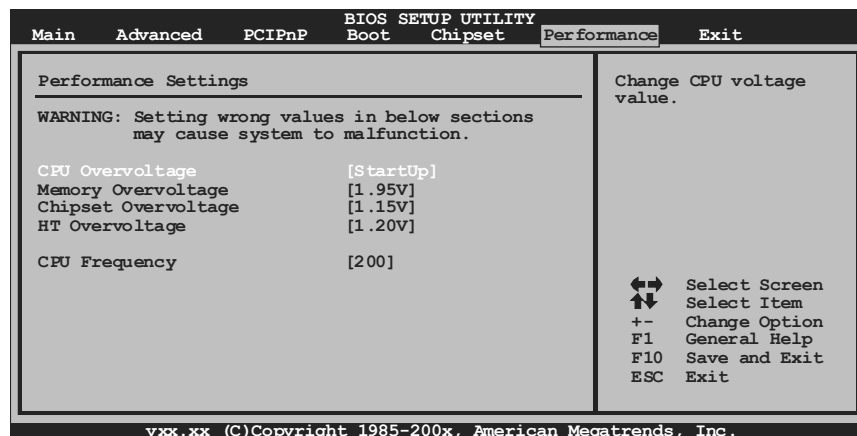 BIOS SETUP UTILITY
Main Advanced PCIPnP Boot Chipset Performance Exit
Performance Settings
WARNING: Setting wrong values in below sections
may cause system to malfunction.
CPU Overvoltage [StartUp]
Memory Overvoltage [1.95V]
Chipset Overvoltage [1.15V]
HT Overvoltage [1.20V]
CPU Frequency [200]
Change CPU voltage
value.
Select Screen
Select Item
+- Change Option
F1 General Help
F10 Save and Exit
ESC Exit
vxx.xx (C)Copyright 1985-200x, American Megatrends, Inc.